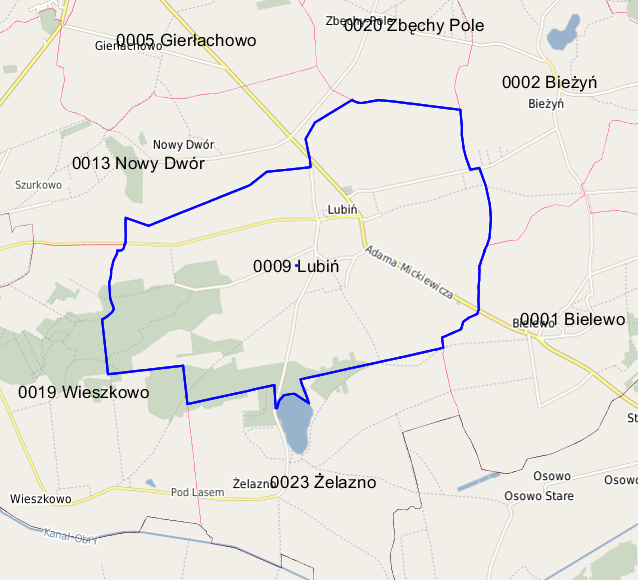 Zbęchy Pole
0020 Zbęchy Pole
0005 Gierłachowo
Gierłachowo
0002 Bieżyń
Bieżyń
Nowy Dwór
0013 Nowy Dwór
Szurkowo
Lubiń
Adama Mickiewicza
0009 Lubiń
0001 Bielewo
Bielewo
0019 Wieszkowo
St
Żelazno
0023 Żelazno
Osowo
Osowo
Pod Lasem
Wieszkowo
Osowo Stare
Kanał Obry